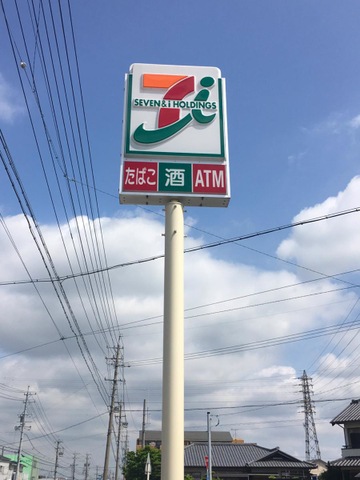 SEVEN & i HOLDINGS
たばこ 酒 ATM